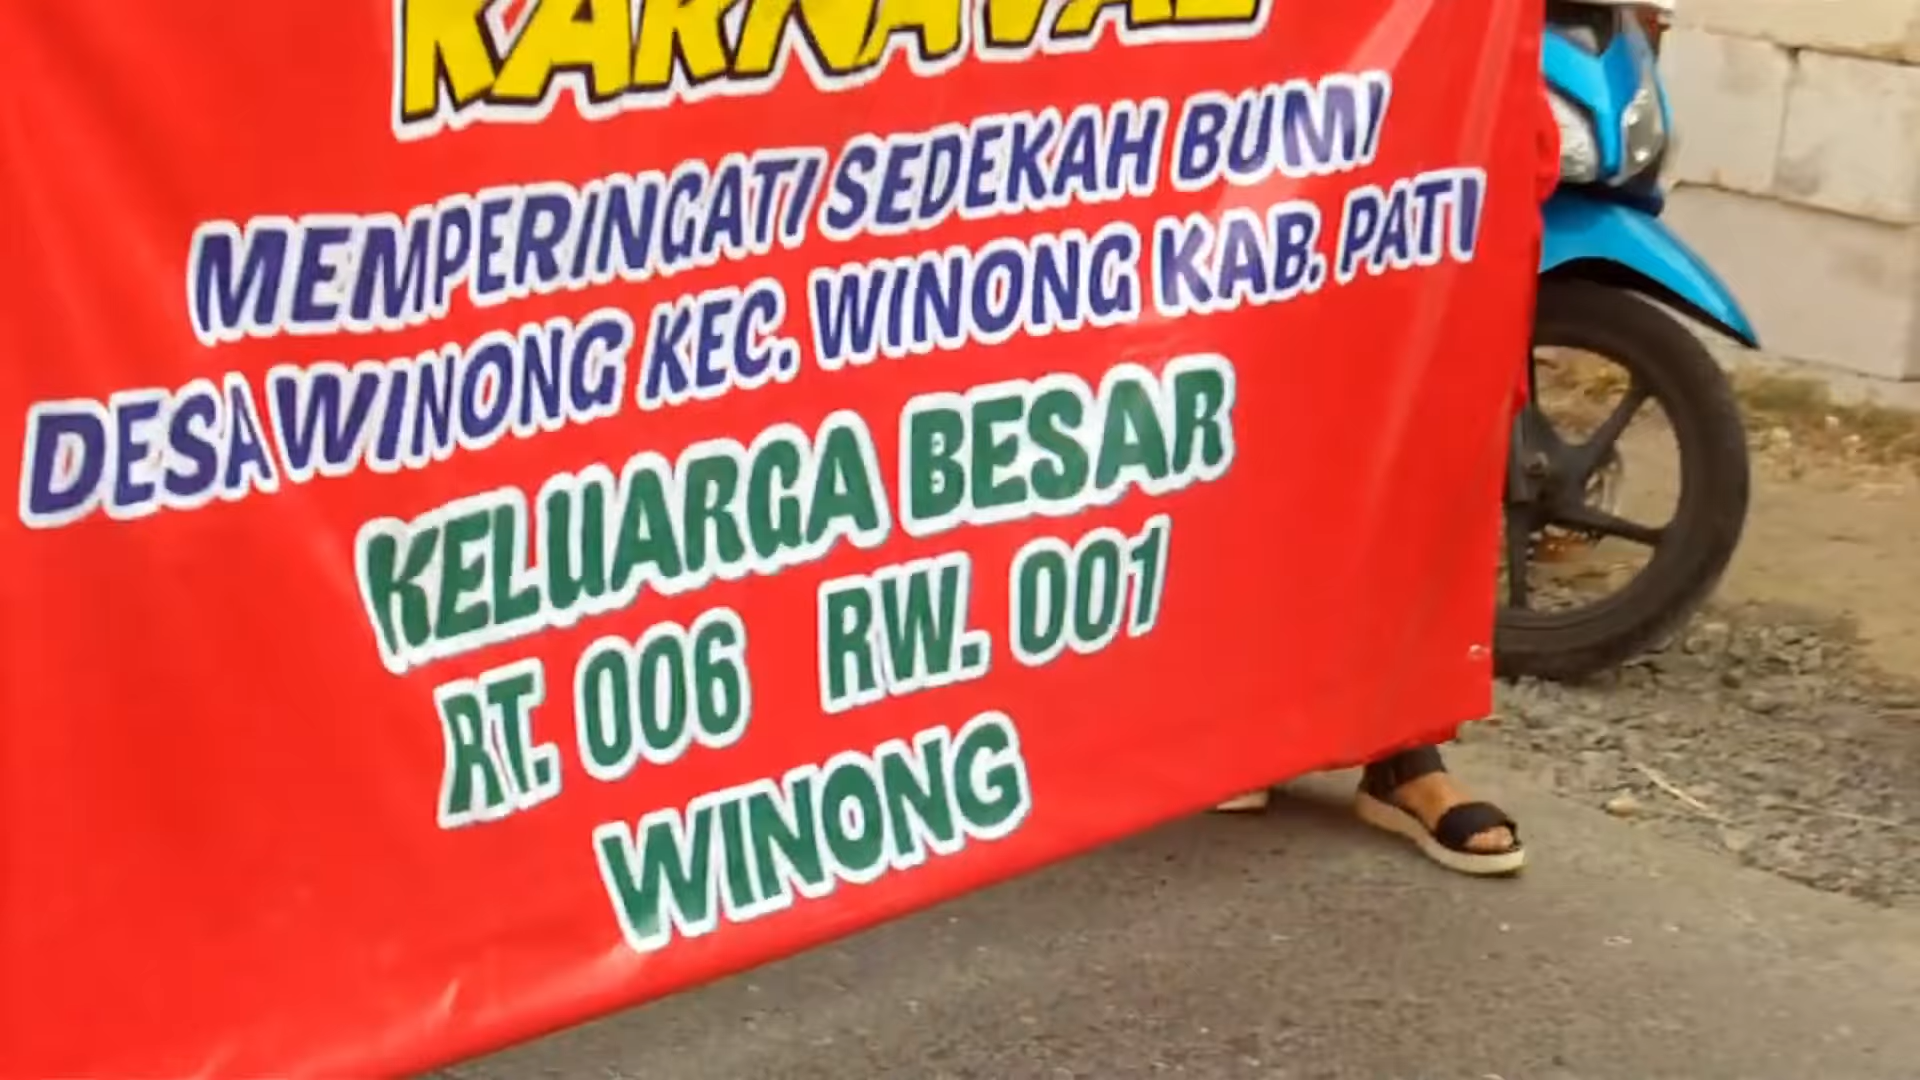 KARNAVAL
MEMPERINGATI SEDEKAH BUMI
DESA WINONG KEC. WINONG KAB. PATI
KELUARGA BESAR
RT. 006 RW. 001
WINONG